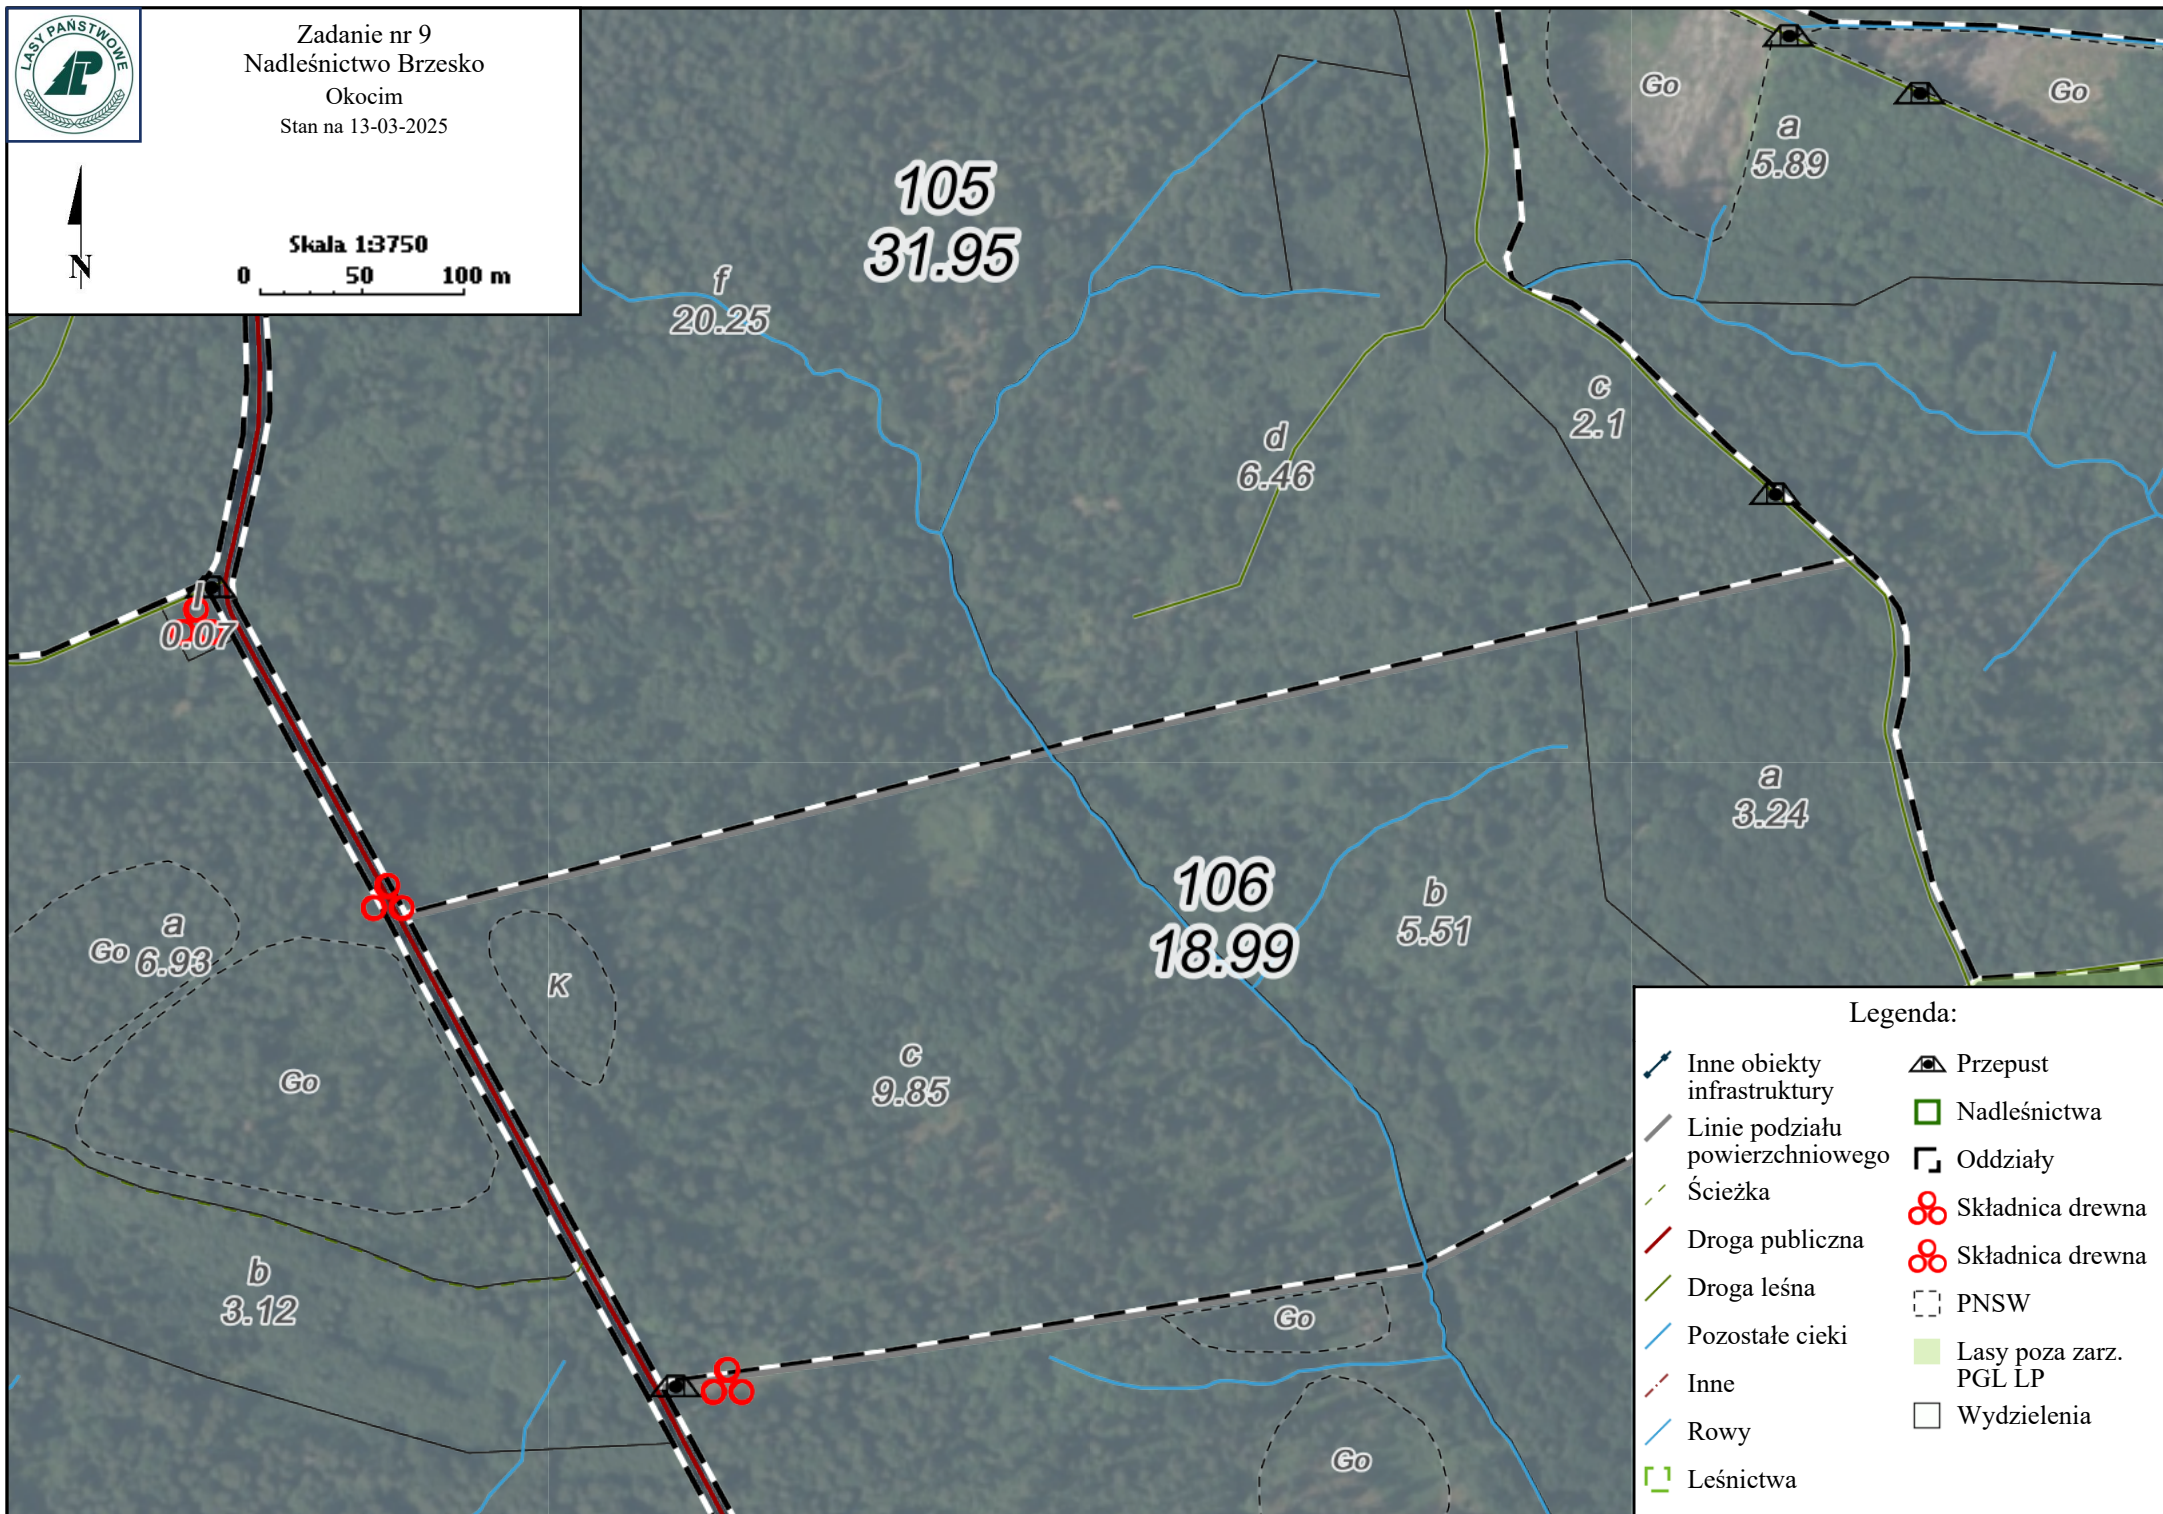 LASY PAŃSTWOWE
Zadanie nr 9
Nadleśnictwo Brzesko
Okocim
Stan na 13-03-2025
N
Skala 1:3750
0 50 100 m
105
31.95
f
20.25
Go
Go
a
5.89
c
2.1
d
6.46
l
0.07
a
3.24
106
18.99
b
5.51
a
Go 6.93
K
Go
c
9.85
b
3.12
Go
Go
Legenda:
Inne obiekty
infrastruktury
Linie podziału
powierzchniowego
Ścieżka
Droga publiczna
Droga leśna
Pozostałe cieki
Inne
Rowy
Leśnictwa
Przepust
Nadleśnictwa
Oddziały
Składnica drewna
Składnica drewna
PNSW
Lasy poza zarz.
PGL LP
Wydzielenia